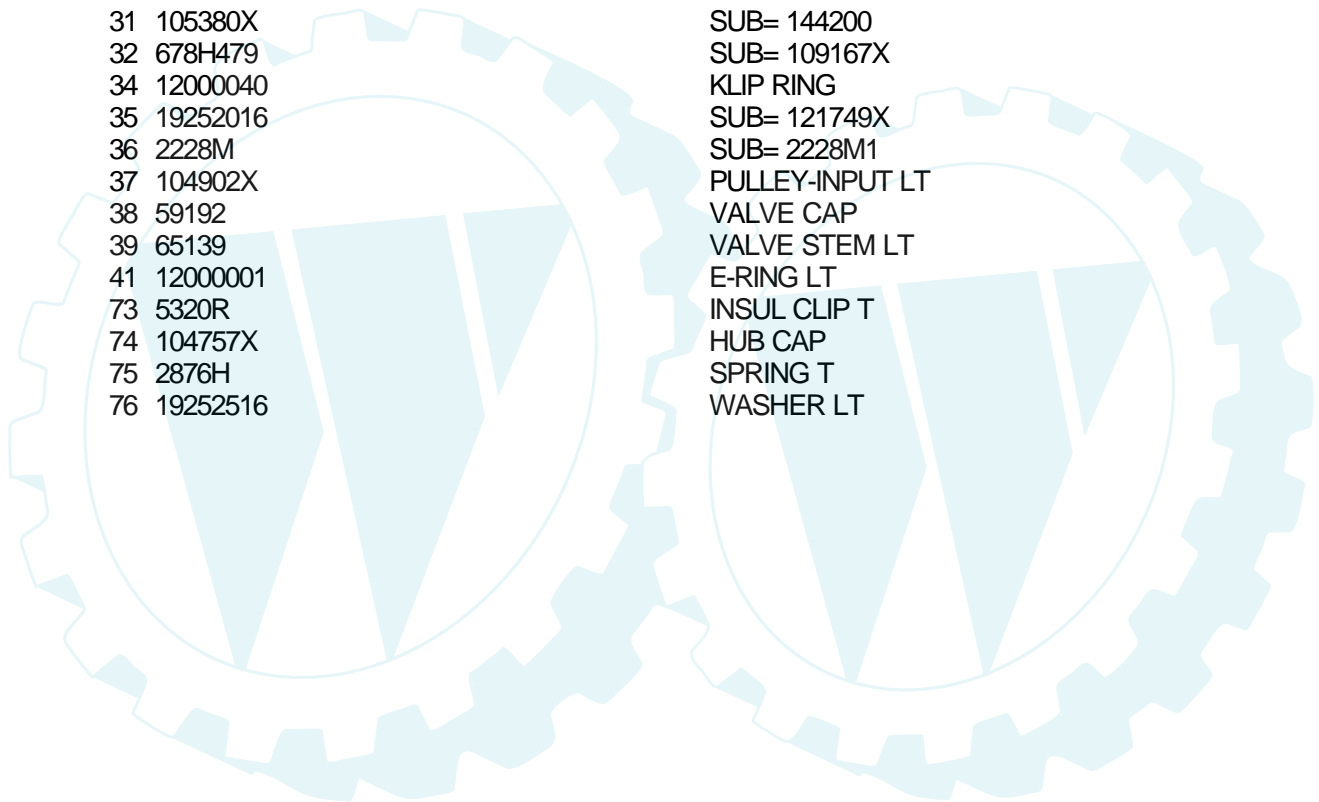 31 105380X SUB= 144200
32 678H479 SUB= 109167X
34 12000040 KLIP RING
35 19252016 SUB= 121749X
36 2228M SUB= 2228M1
37 104902X PULLEY-INPUT LT
38 59192 VALVE CAP
39 65139 VALVE STEM LT
41 12000001 E-RING LT
73 5320R INSUL CLIP T
74 104757X HUB CAP
75 2876H SPRING T
76 19252516 WASHER LT